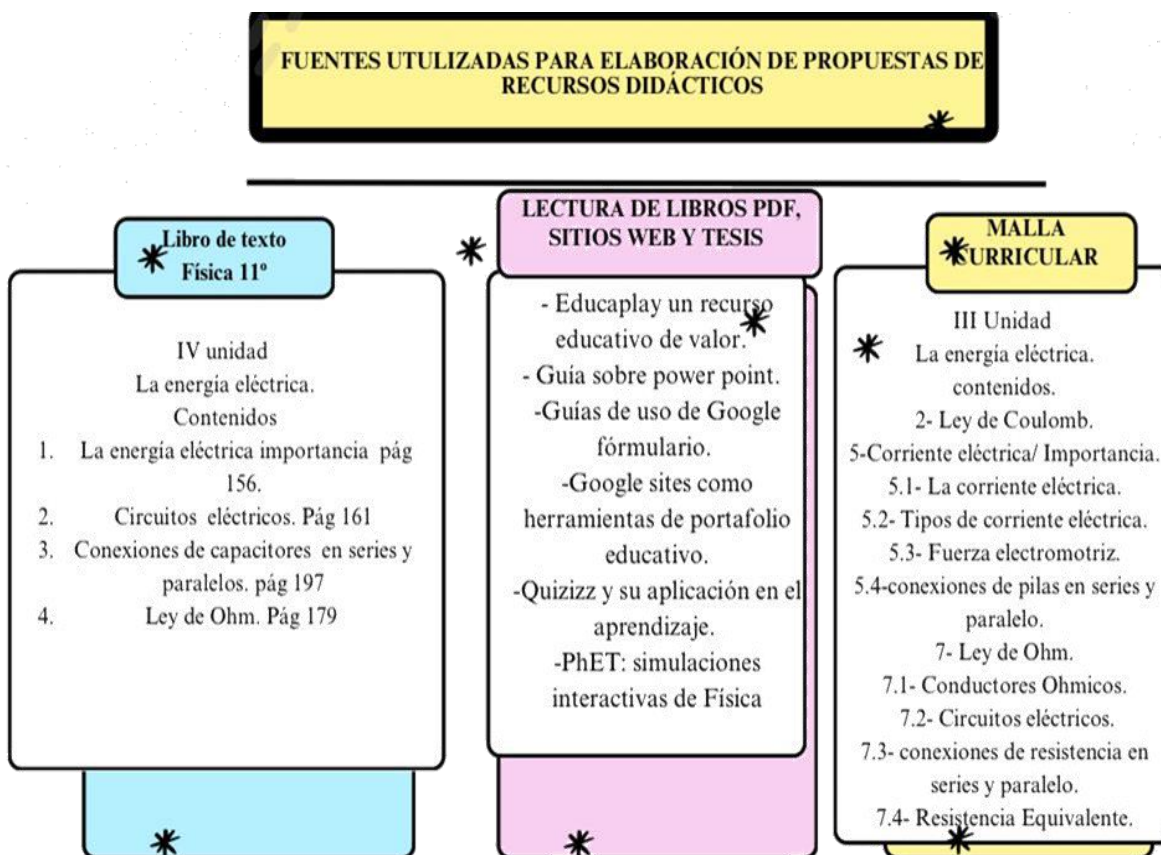 FUENTES UTULIZADAS PARA ELABORACIÓN DE PROPUESTAS DE
RECURSOS DIDÁCTICOS
Libro de texto
Física 11º
IV unidad
La energía eléctrica.
Contenidos
1. La energía eléctrica importancia pág
156.
2. Circuitos eléctricos. Pág 161
3. Conexiones de capacitores en series y
paralelos. pág 197
4. Ley de Ohm. Pág 179
LECTURA DE LIBROS PDF,
SITIOS WEB Y TESIS
- Educaplay un recurso
educativo de valor.
- Guía sobre power point.
-Guías de uso de Google
fórmulario.
-Google sites como
herramientas de portafolio
educativo.
-Quizizz y su aplicación en el
aprendizaje.
-PhET: simulaciones
interactivas de Física
MALLA
CURRICULAR
III Unidad
La energía eléctrica.
contenidos.
2- Ley de Coulomb.
5-Corriente eléctrica/ Importancia.
5.1- La corriente eléctrica.
5.2- Tipos de corriente eléctrica.
5.3- Fuerza electromotriz.
5.4-conexiones de pilas en series y
paralelo.
7- Ley de Ohm.
7.1- Conductores Ohmicos.
7.2- Circuitos eléctricos.
7.3- conexiones de resistencia en
series y paralelo.
7.4- Resistencia Equivalente.